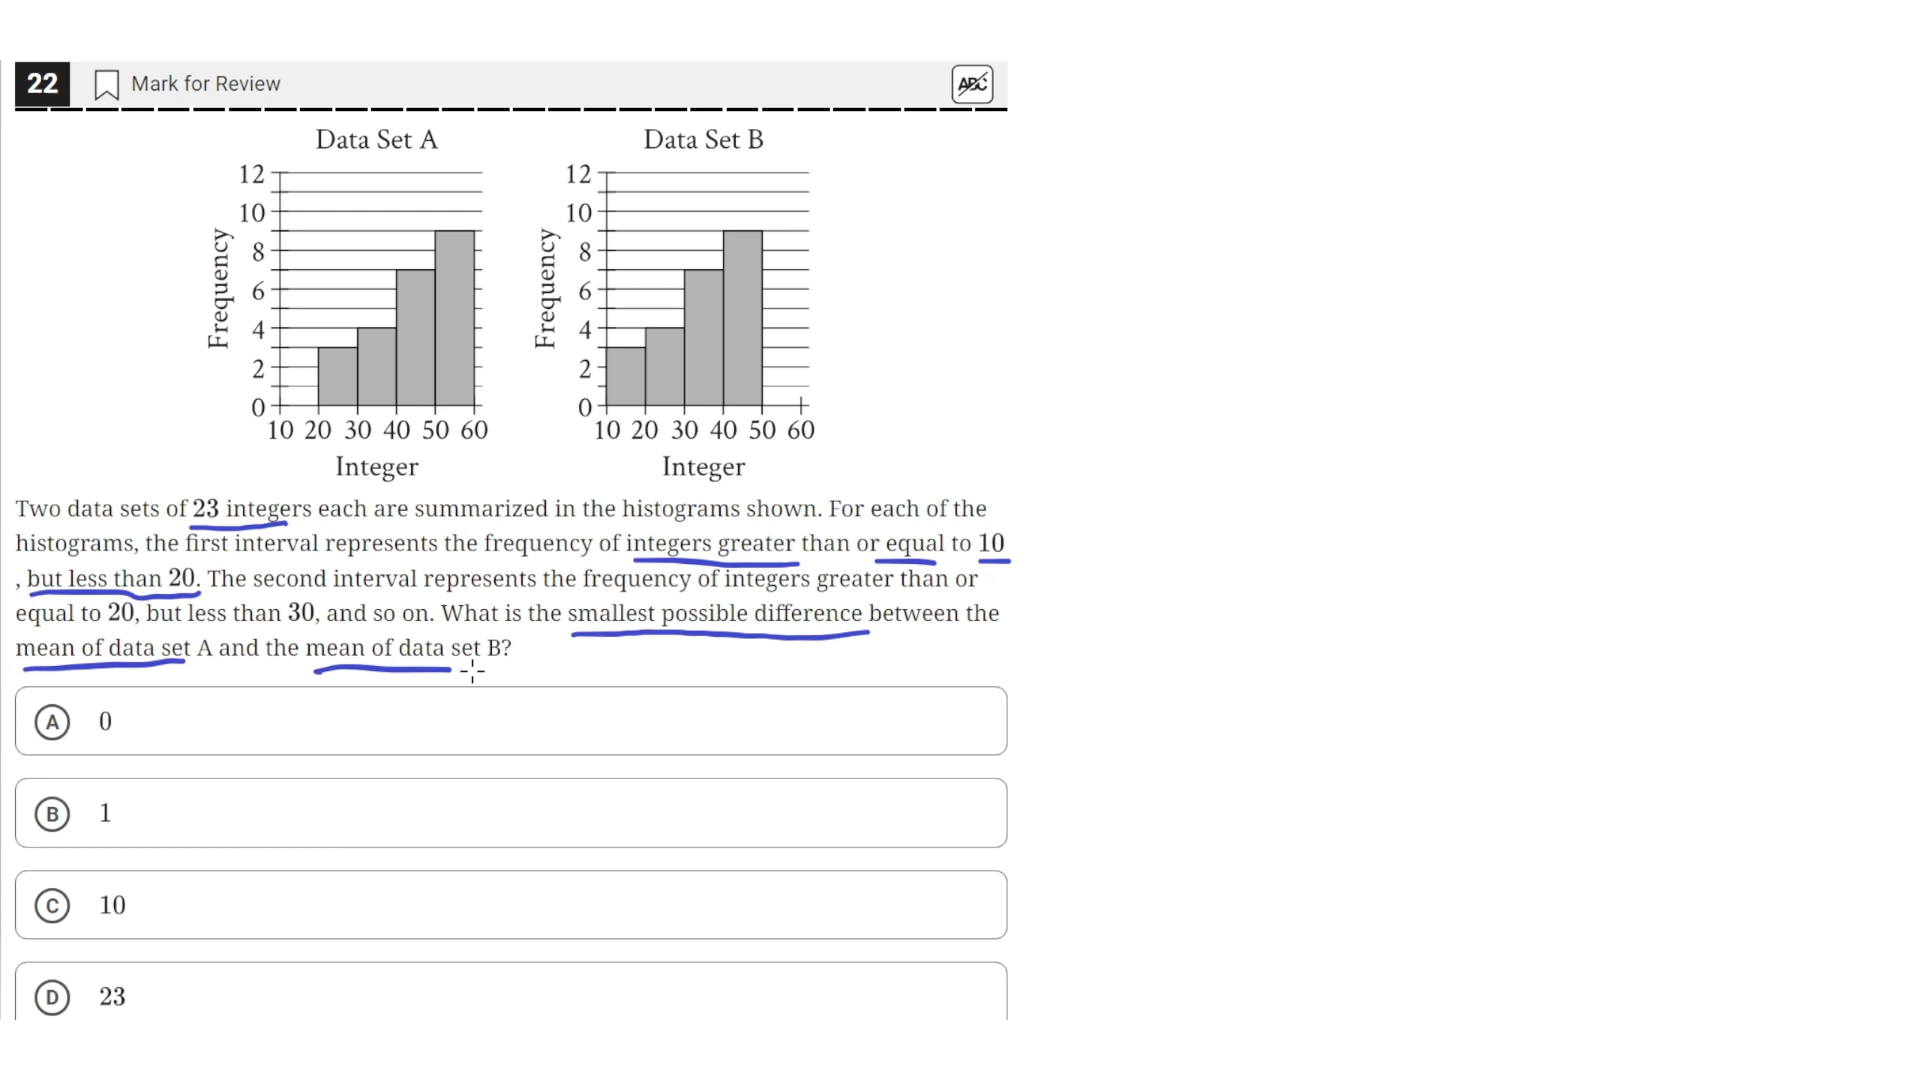 22 Mark for Review ABC
Data Set A
12
10
8
6
4
2
0
Frequency
10 20 30 40 50 60
Integer
Data Set B
12
10
8
6
4
2
0
Frequency
10 20 30 40 50 60
Integer
Two data sets of 23 integers each are summarized in the histograms shown. For each of the
histograms, the first interval represents the frequency of integers greater than or equal to 10
, but less than 20. The second interval represents the frequency of integers greater than or
equal to 20, but less than 30, and so on. What is the smallest possible difference between the
mean of data set A and the mean of data set B?
A 0
B 1
C 10
D 23